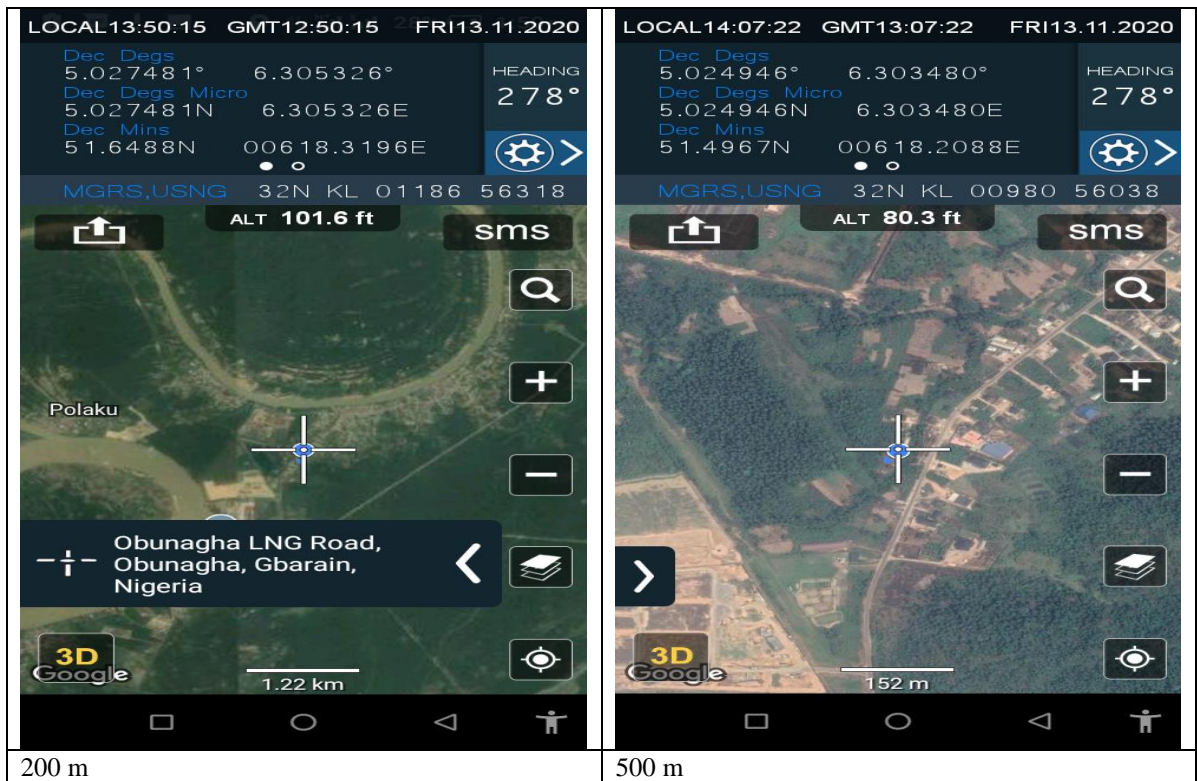 LOCAL13:50:15 GMT12:50:15 FRI13.11.2020
Dec Degs
5.027481° 6.305326°
Dec Degs Micro
5.027481N 6.305326E
Dec Mins
51.6488N 00618.3196E
HEADING
278°
MGRS,USNG 32N KL 01186 56318
ALT 101.6 ft
sms
Polaku
Obunagha LNG Road,
Obunagha, Gbarain,
Nigeria
3D
Google
1.22 km
200 m
LOCAL14:07:22 GMT13:07:22 FRI13.11.2020
Dec Degs
5.024946° 6.303480°
Dec Degs Micro
5.024946N 6.303480E
Dec Mins
51.4967N 00618.2088E
HEADING
278°
MGRS,USNG 32N KL 00980 56038
ALT 80.3 ft
sms
3D
Google
152 m
500 m